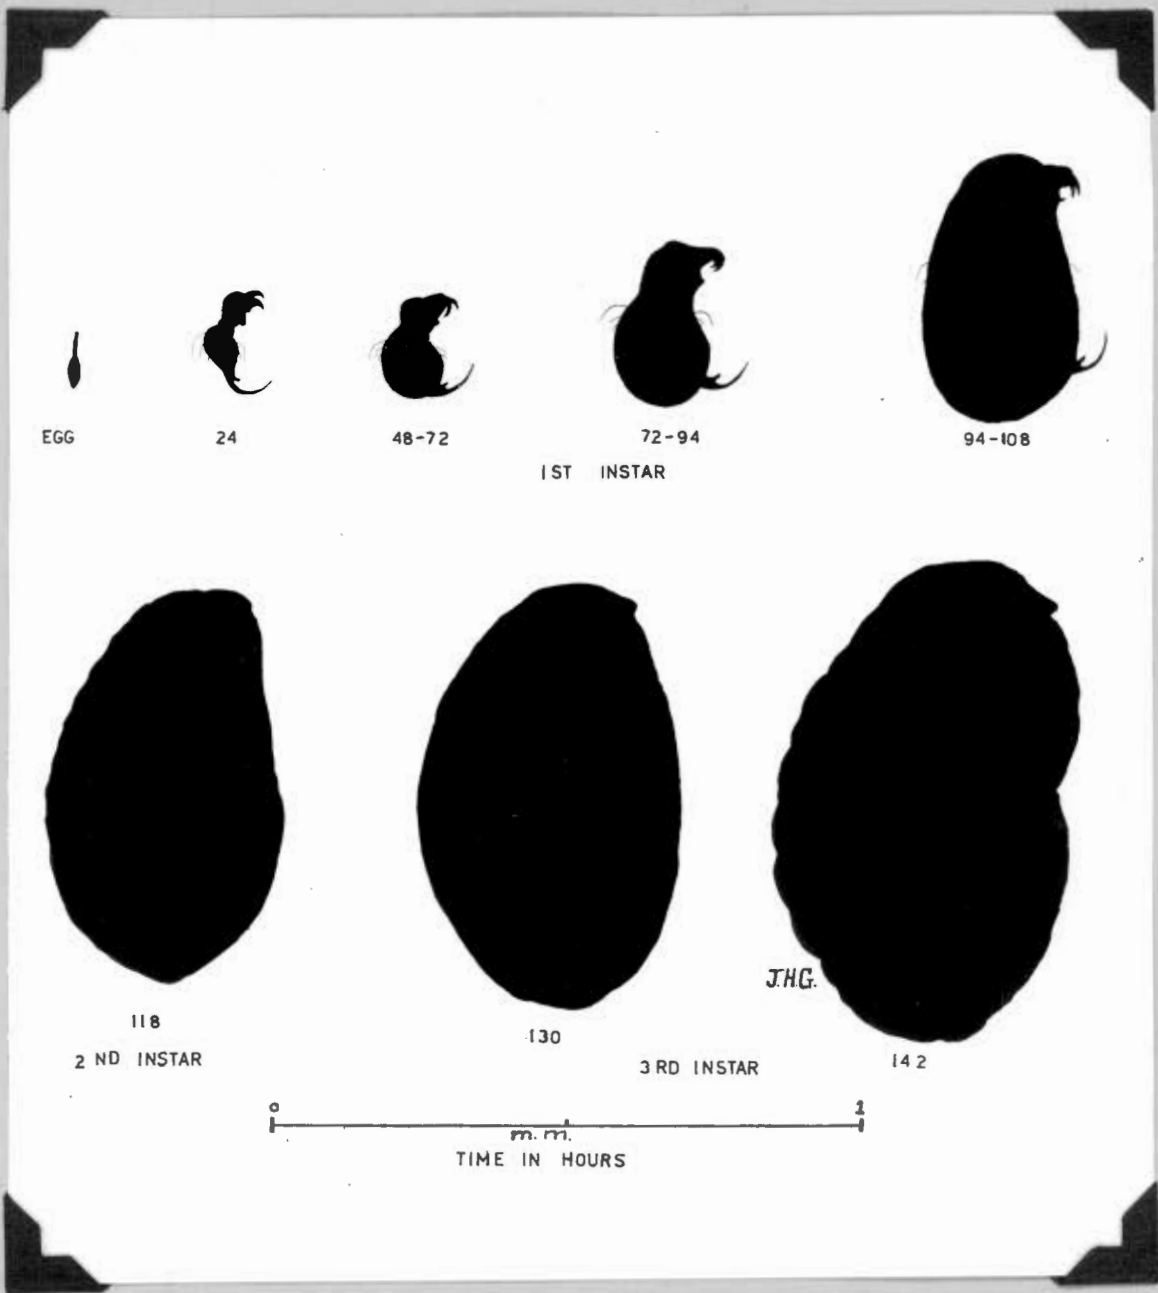 EGG 24 48-72 72-94 94-108
1ST INSTAR
J.H.G.
118 130 142
2 ND INSTAR 3 RD INSTAR
0 1
m.m.
TIME IN HOURS